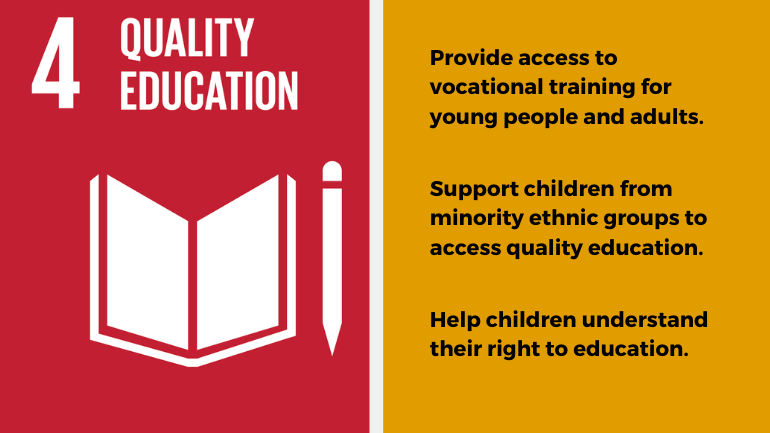 4
QUALITY
EDUCATION
Provide access to
vocational training for
young people and adults.
Support children from
minority ethnic groups to
access quality education.
Help children understand
their right to education.